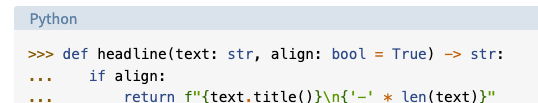 Python
>>> def headline(text: str, align: bool = True) -> str:
...     if align:
...         return f"{text.title()}\n{'-' * len(text)}"